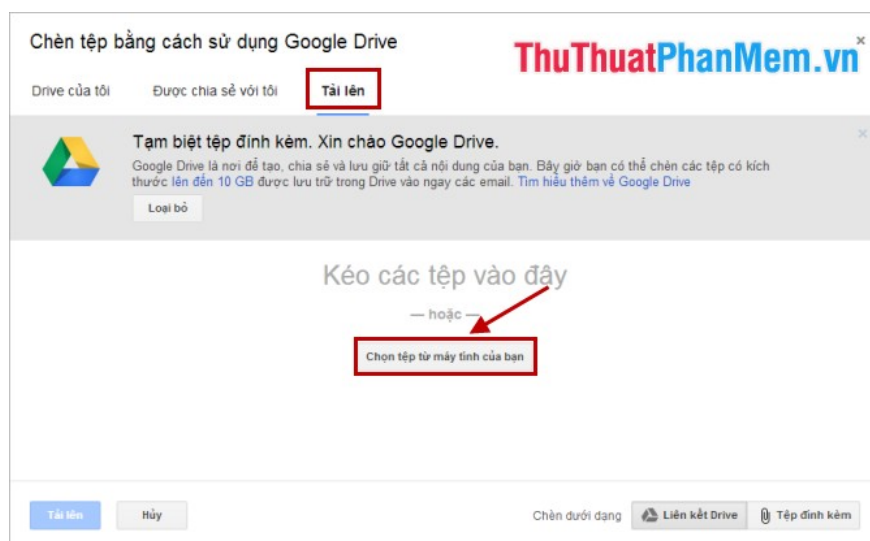 Chèn tệp bằng cách sử dụng Google Drive
ThuThuatPhanMem.vn
Drive của tôi
Được chia sẻ với tôi
Tải lên
Tạm biệt tệp đính kèm. Xin chào Google Drive.
Google Drive là nơi để tạo, chia sẻ và lưu giữ tất cả nội dung của bạn. Bây giờ bạn có thể chèn các tệp có kích
thước lên đến 10 GB được lưu trữ trong Drive vào ngay các email. Tìm hiểu thêm về Google Drive
Loại bỏ
Kéo các tệp vào đây
— hoặc —
Chọn tệp từ máy tính của bạn
Tải lên
Hủy
Chèn dưới dạng
Liên kết Drive
Tệp đính kèm